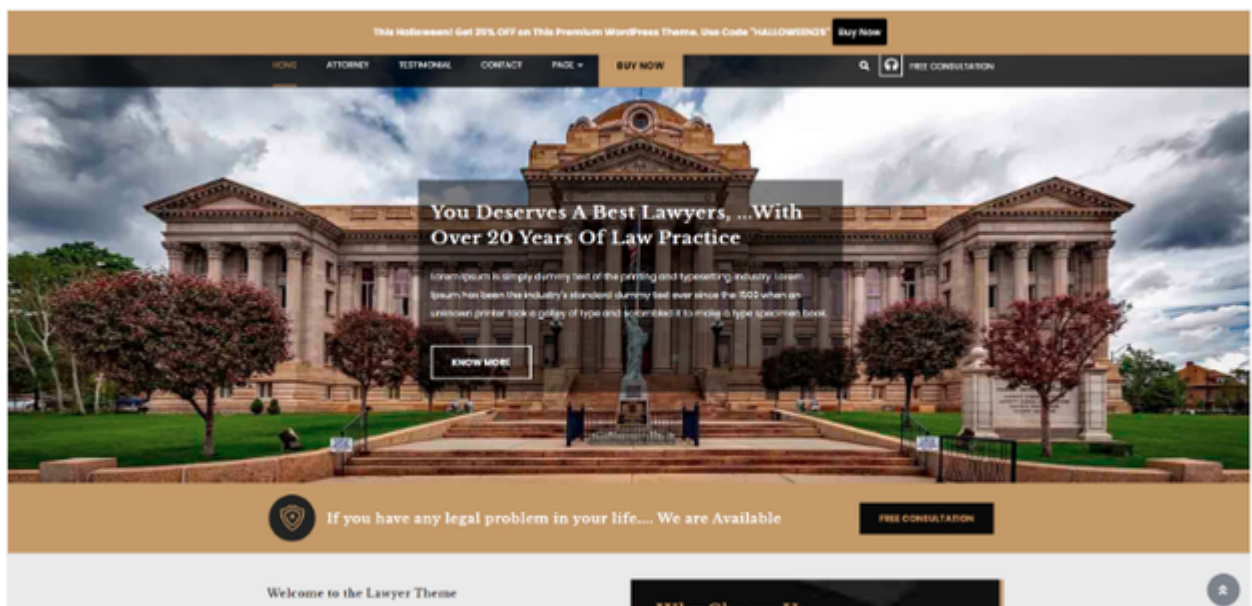 This Halloween! Get 25% OFF on This Premium WordPress Theme. Use Code "HALLOWEEN25" Buy Now
HOME ATTORNEY TESTIMONIAL CONTACT PAGE BUY NOW FREE CONSULTATION
You Deserves A Best Lawyers, ...With
Over 20 Years Of Law Practice
Lorem Ipsum is simply dummy text of the printing and typesetting industry. Lorem
Ipsum has been the industry's standard dummy text ever since the 1500 when an
unknown printer took a galley of type and scrambled it to make a type specimen book.
KNOW MORE
If you have any legal problem in your life.... We are Available
FREE CONSULTATION
Welcome to the Lawyer Theme